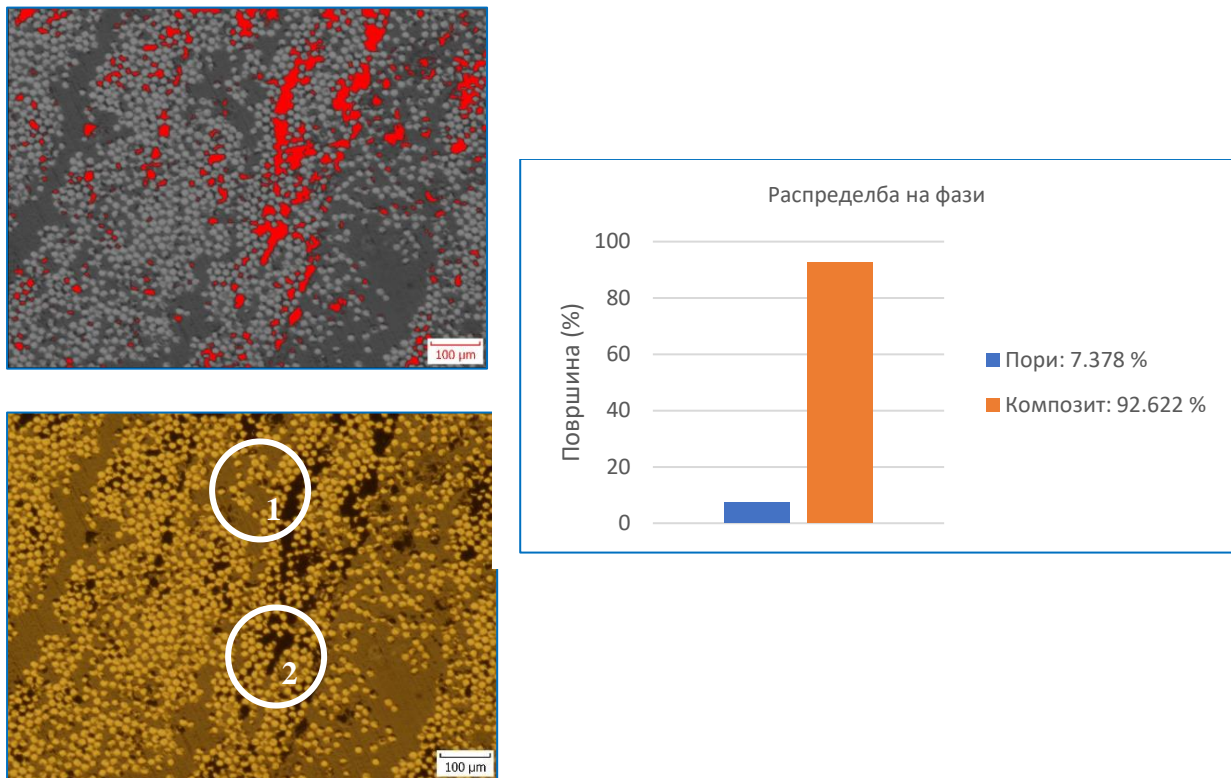 100 µm
Распределба на фази
Површина (%)
100
80
60
40
20
0
Пори: 7.378 %
Композит: 92.622 %
1
2
100 µm